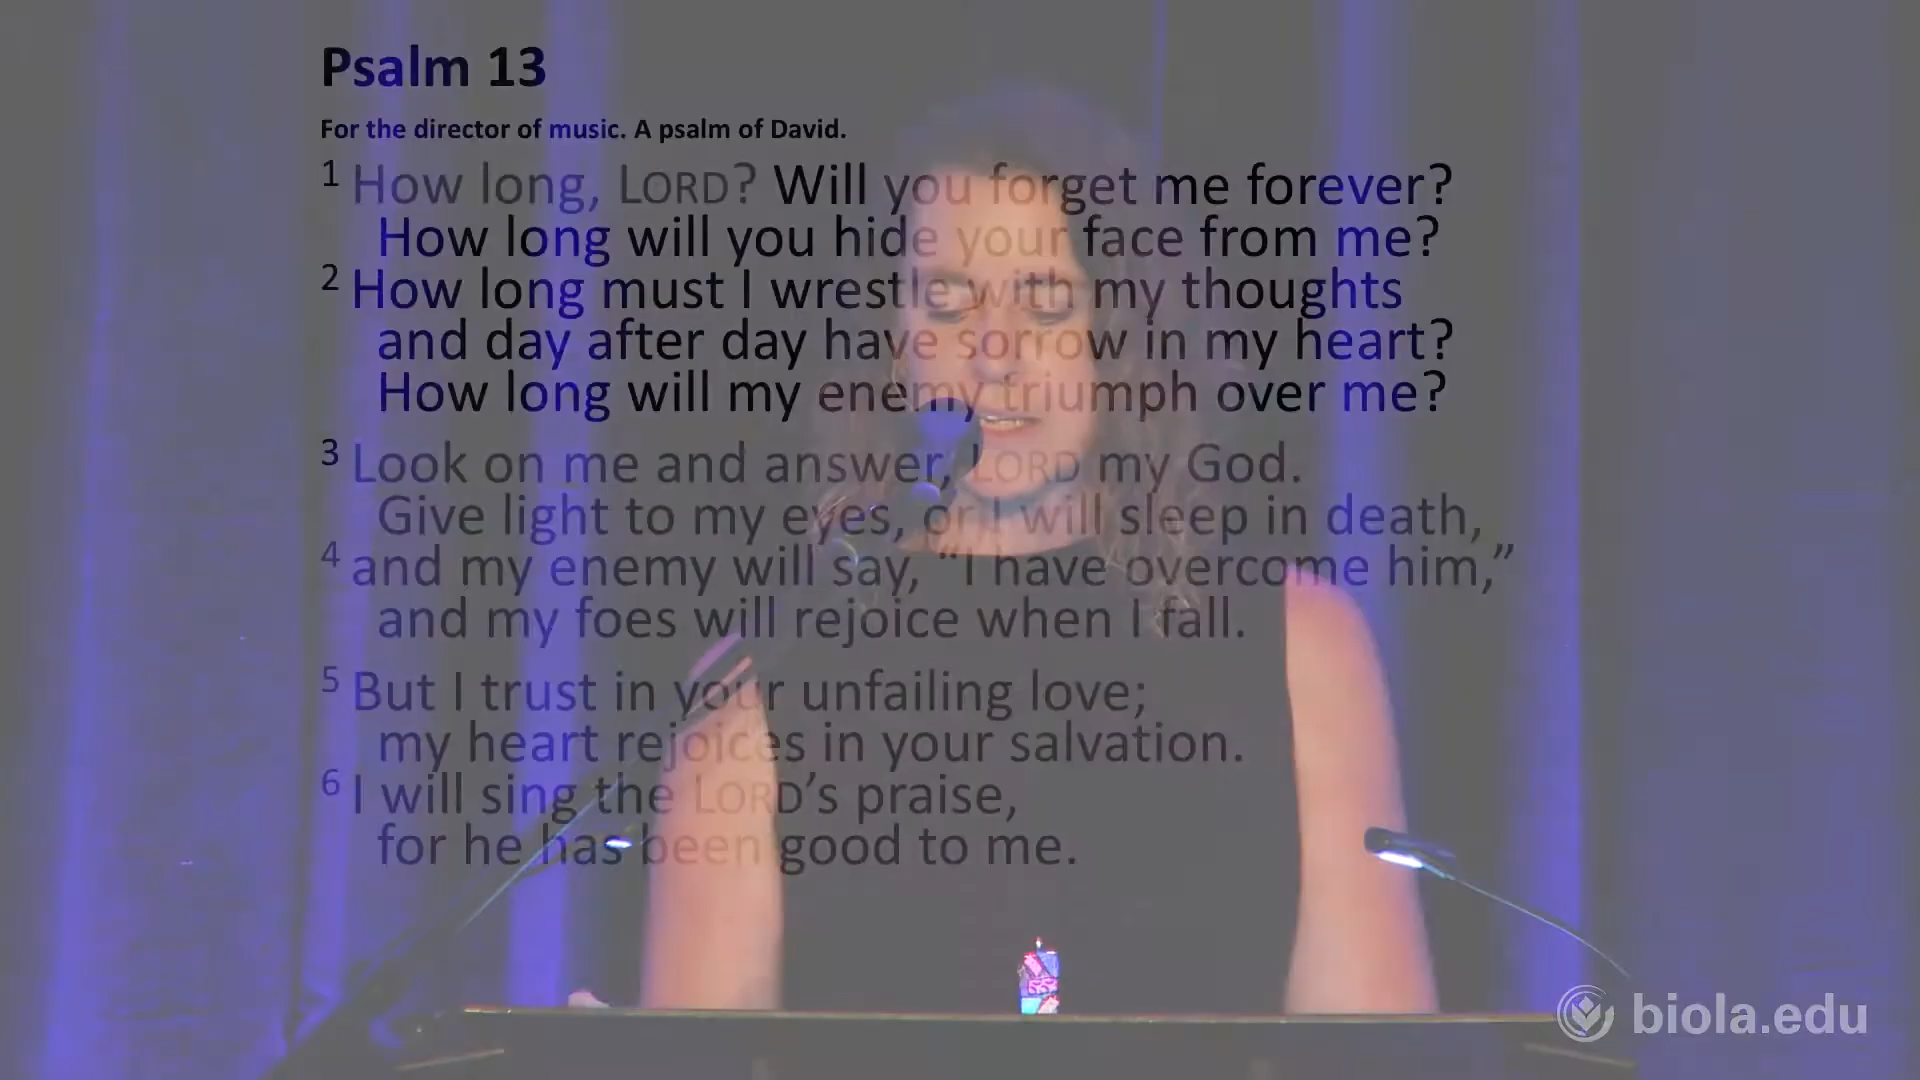 Psalm 13
For the director of music. A psalm of David.
1 How long, LORD? Will you forget me forever?
How long will you hide your face from me?
2 How long must I wrestle with my thoughts
and day after day have sorrow in my heart?
How long will my enemy triumph over me?
3 Look on me and answer, LORD my God.
Give light to my eyes, or I will sleep in death,
4 and my enemy will say, “I have overcome him,”
and my foes will rejoice when I fall.
5 But I trust in your unfailing love;
my heart rejoices in your salvation.
6 I will sing the LORD’s praise,
for he has been good to me.
biola.edu